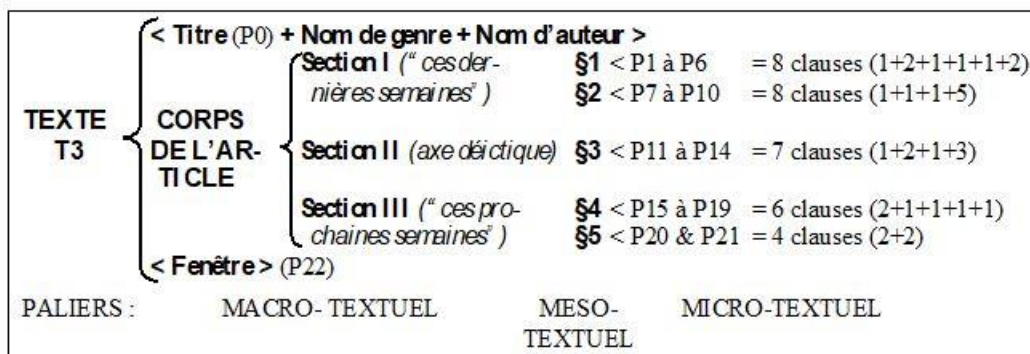 < Titre (P0) + Nom de genre + Nom d'auteur >
Section I (" ces der- §1 < P1 à P6 = 8 clauses (1+2+1+1+1+2)
nières semaines" ) §2 < P7 à P10 = 8 clauses (1+1+1+5)
TEXTE CORPS
T3 DE L'AR- Section II (axe déictique) §3 < P11 à P14 = 7 clauses (1+2+1+3)
TICLE
Section III (" ces pro- §4 < P15 à P19 = 6 clauses (2+1+1+1+1)
chaines semaines" ) §5 < P20 & P21 = 4 clauses (2+2)
< Fenêtre > (P22)
PALIERS : MACRO- TEXTUEL MESO- MICRO-TEXTUEL
TEXTUEL